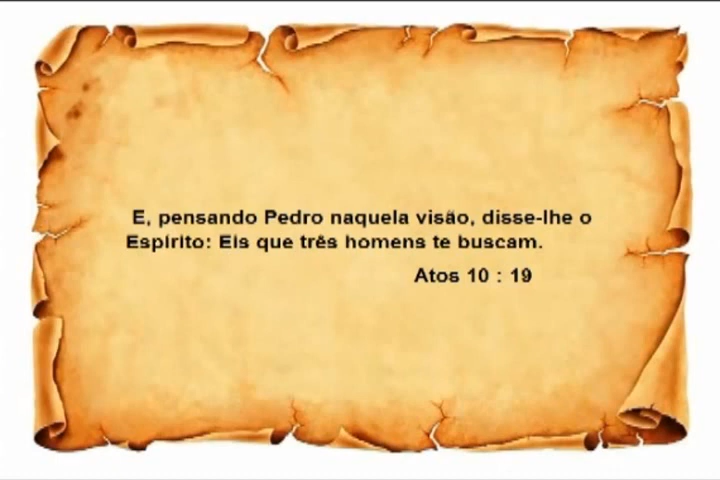 E, pensando Pedro naquela visão, disse-lhe o
Espírito: Eis que três homens te buscam.
Atos 10 : 19